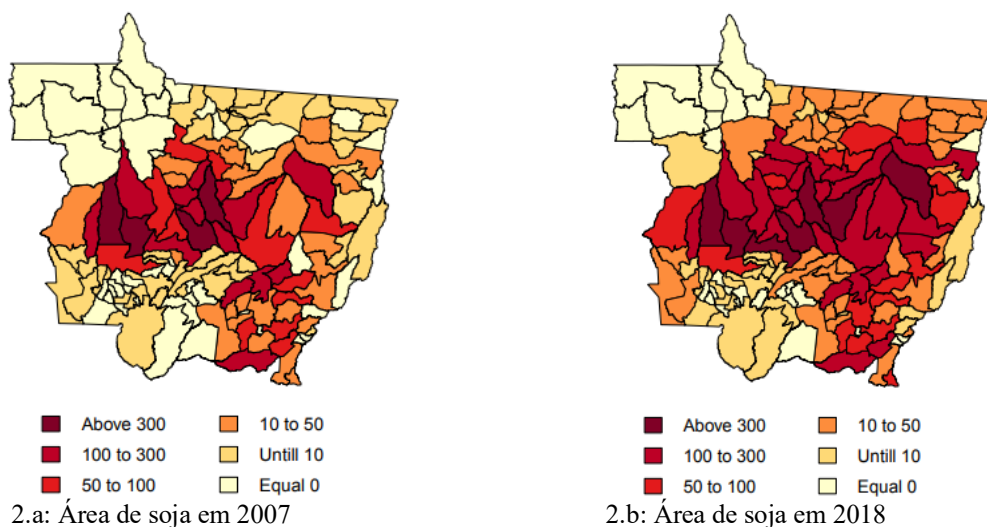 Above 300
10 to 50
100 to 300
Untill 10
50 to 100
Equal 0
2.a: Área de soja em 2007
Above 300
10 to 50
100 to 300
Untill 10
50 to 100
Equal 0
2.b: Área de soja em 2018